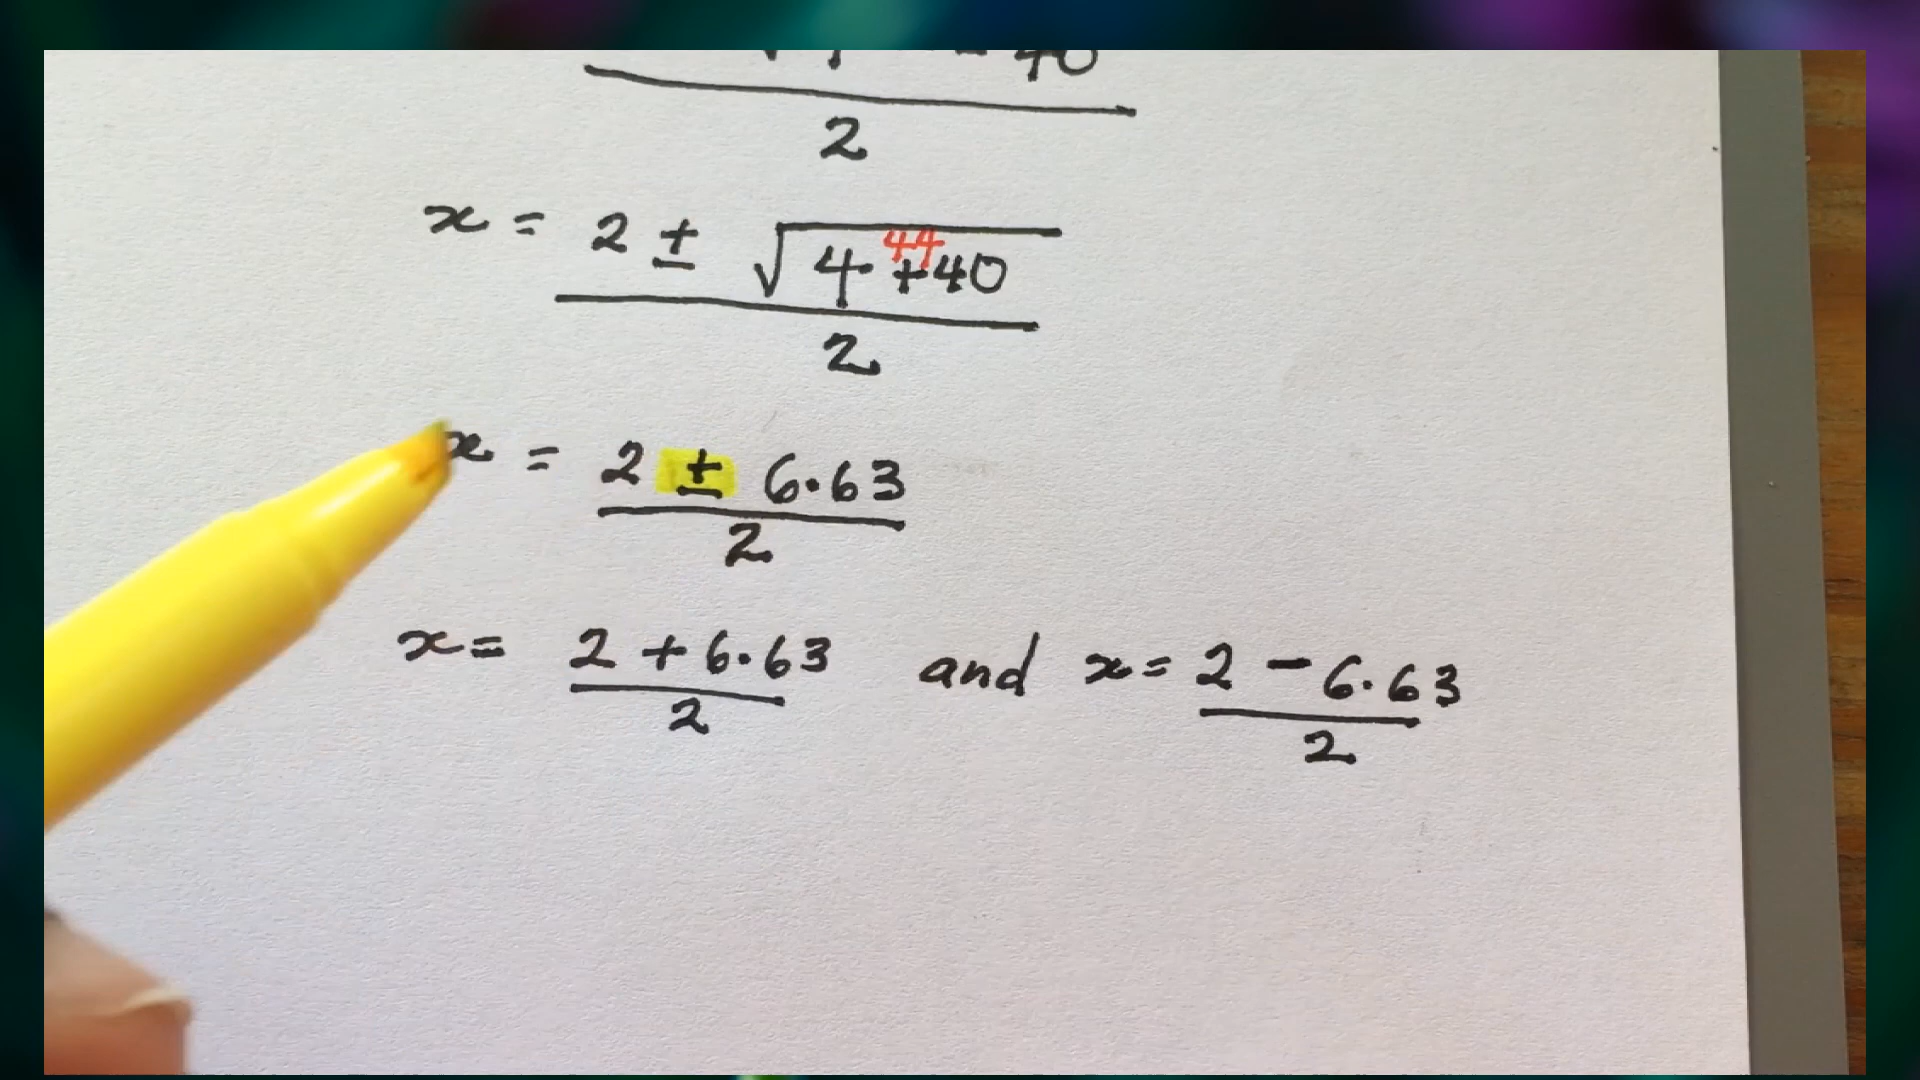 40
2
x = 2 ± √4 + 40
44
2
x = 2 ± 6.63
2
x = 2 + 6.63 and x = 2 - 6.63
2 2